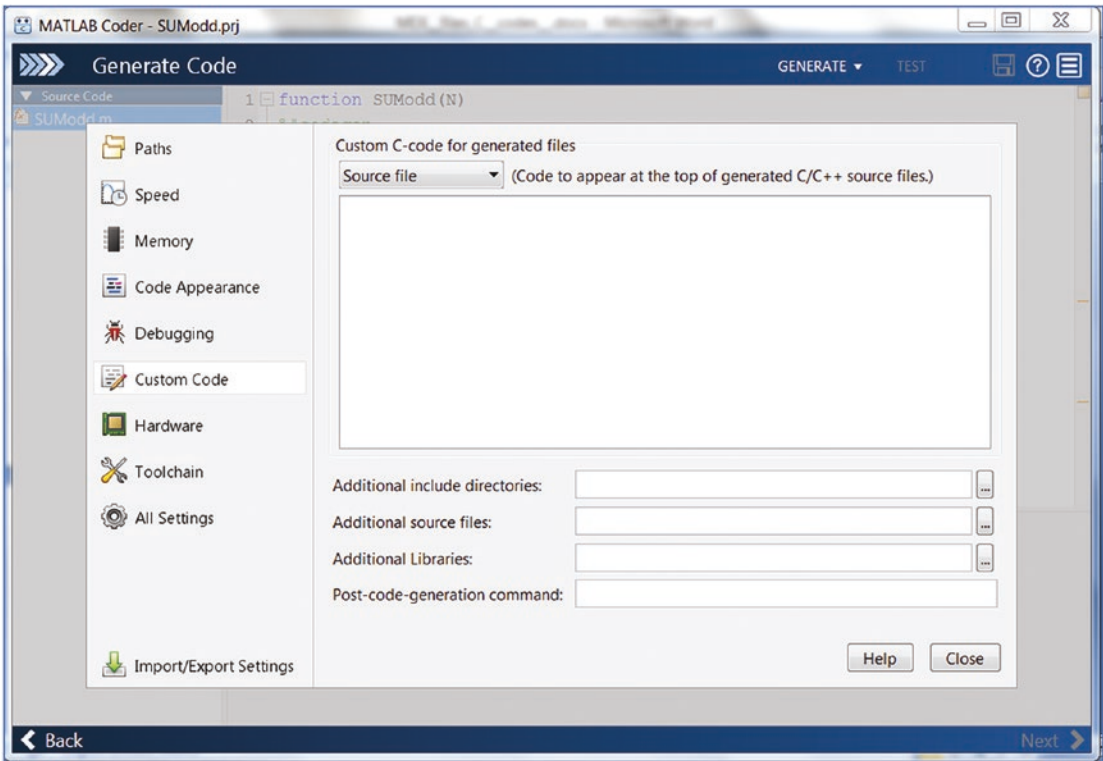 MATLAB Coder - SUModd.prj
Generate Code
GENERATE
TEST
Source Code
SUModd.m
1 function SUModd(N)
2
Paths
Speed
Memory
Code Appearance
Debugging
Custom Code
Hardware
Toolchain
All Settings
Import/Export Settings
Custom C-code for generated files
Source file (Code to appear at the top of generated C/C++ source files.)
Additional include directories: ...
Additional source files: ...
Additional Libraries: ...
Post-code-generation command:
Help Close
Back
Next